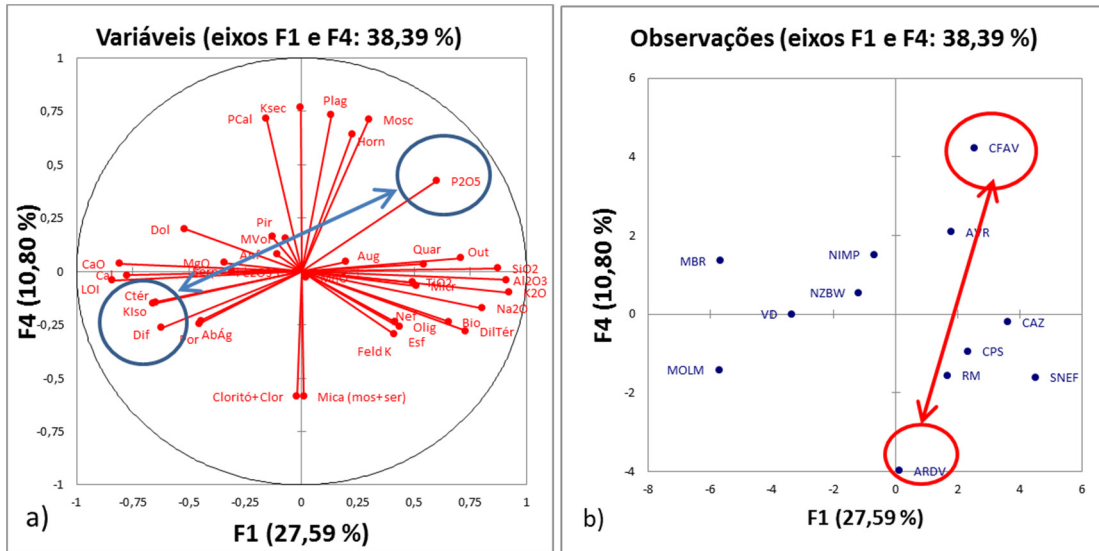 Variáveis (eixos F1 e F4: 38,39 %)
1
0,75
0,5
0,25
0
-0,25
-0,5
-0,75
-1
F4 (10,80 %)
Ksec
Plag
PCal
Mosc
Horn
P2O5
Dol
Pir
MVol
MgO
Aug
Quar
Out
CaO
SiO2
Cal
TiO2
Al2O3
LOI
Micr
K2O
Ctér
Na2O
KIso
Nef
Bio
Dif
Por
AbÁg
Olig
DilTér
Esf
Feld K
Cloritó+Clor
Mica (mos+ser)
-1
-0,75
-0,5
-0,25
0
0,25
0,5
0,75
1
a)
F1 (27,59 %)
Observações (eixos F1 e F4: 38,39 %)
6
4
2
0
-2
-4
F4 (10,80 %)
CFAV
AVR
MBR
NIMP
NZBW
VD
CAZ
CPS
MOLM
RM
SNEF
ARDV
-8
-6
-4
-2
0
2
4
6
b)
F1 (27,59 %)